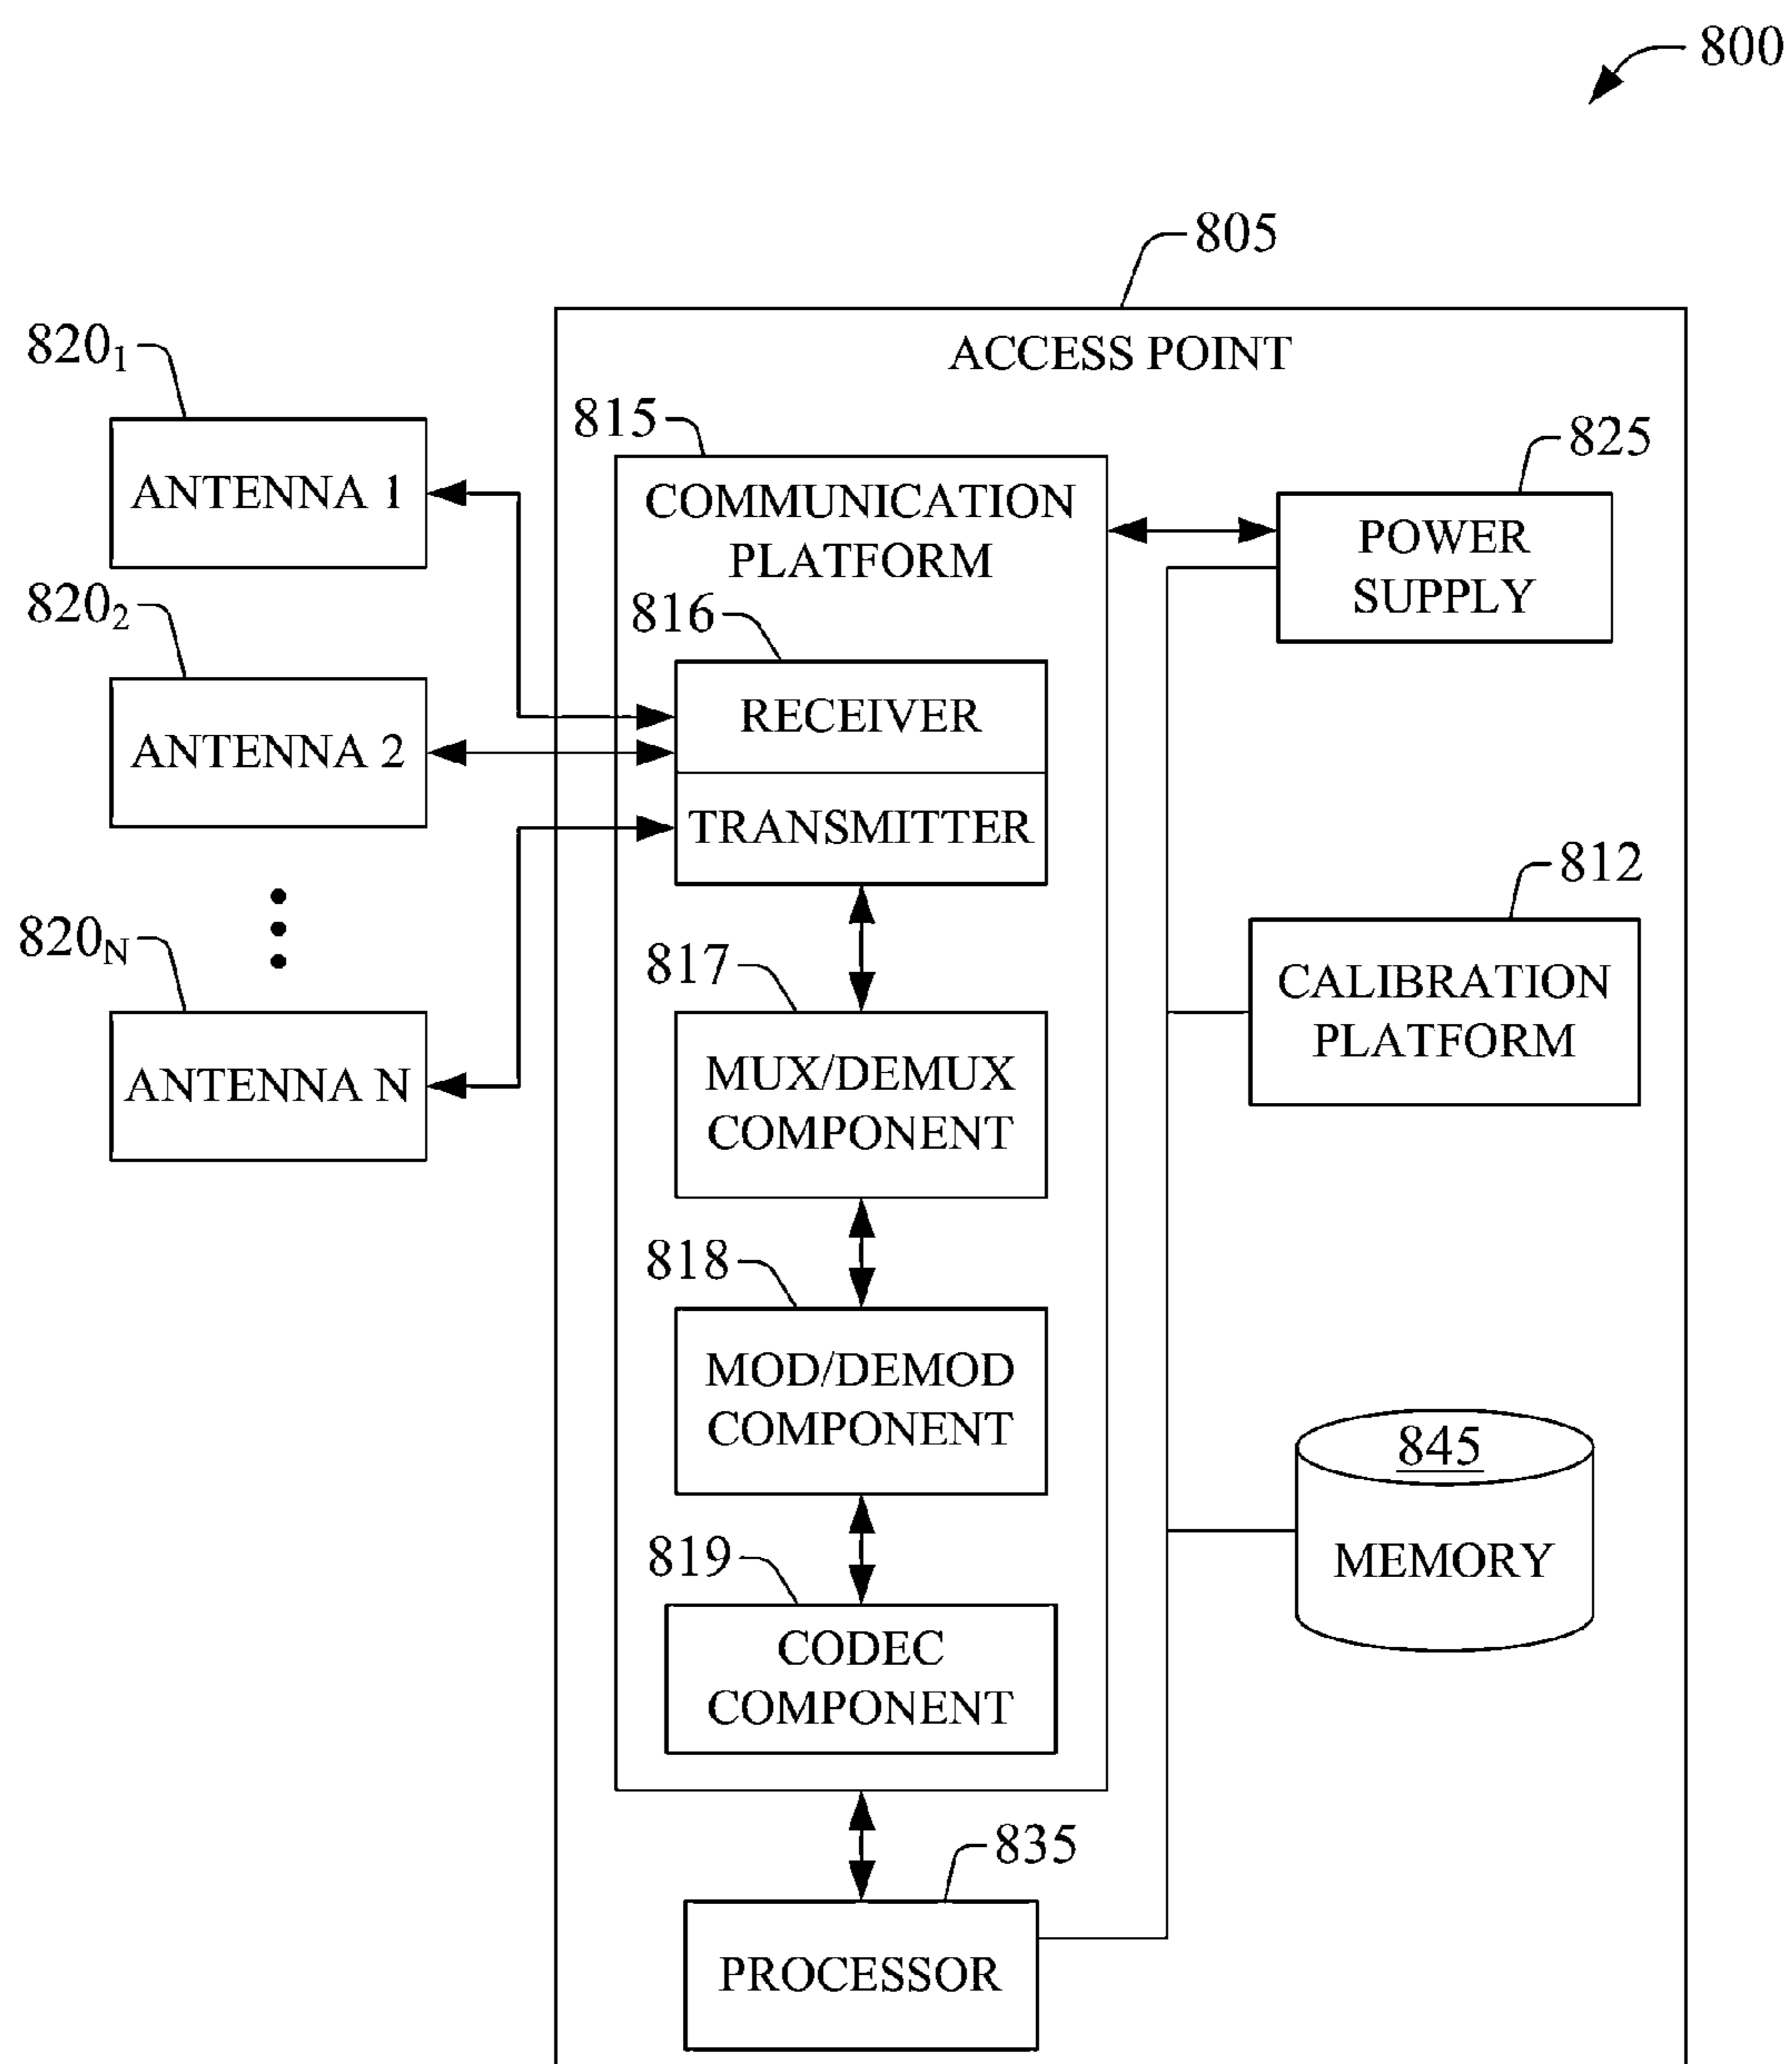 800
805
ACCESS POINT
820₁
ANTENNA 1
815
COMMUNICATION
PLATFORM
825
POWER
SUPPLY
820₂
ANTENNA 2
816
RECEIVER
TRANSMITTER
812
CALIBRATION
PLATFORM
820N
ANTENNA N
817
MUX/DEMUX
COMPONENT
818
MOD/DEMOD
COMPONENT
845
MEMORY
819
CODEC
COMPONENT
835
PROCESSOR